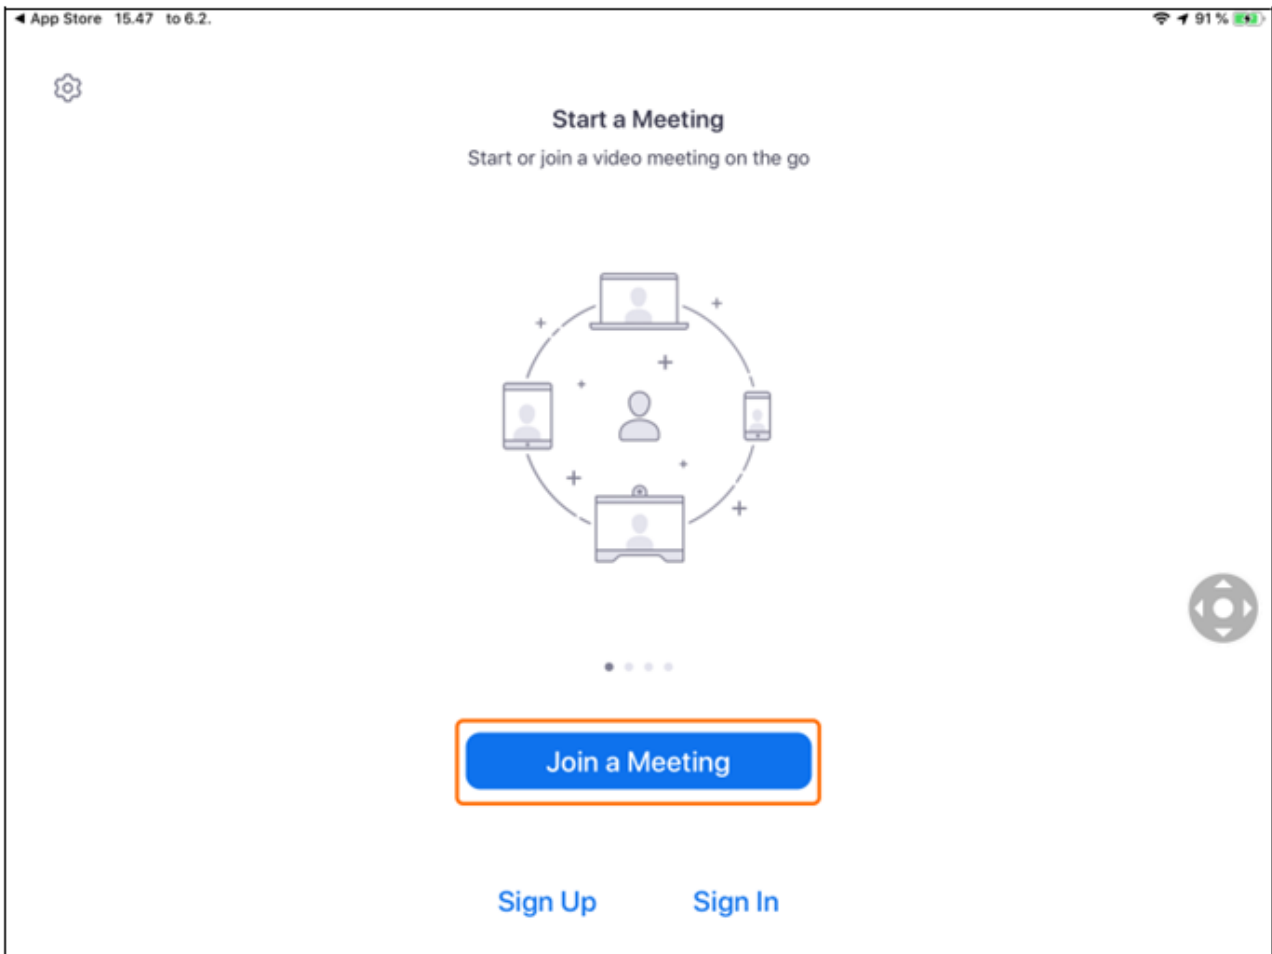 App Store 15.47 to 6.2. 91 %
Start a Meeting
Start or join a video meeting on the go
Join a Meeting
Sign Up Sign In